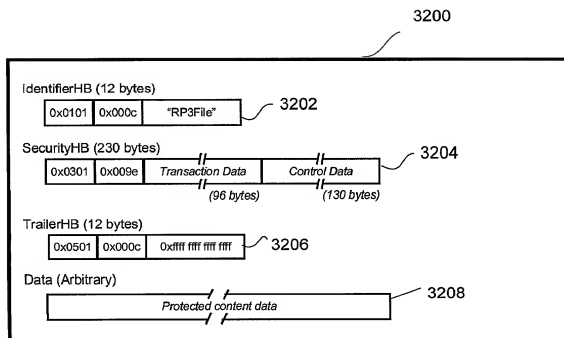 3200
IdentifierHB (12 bytes)
0x0101 0x000c "RP3File" 3202
SecurityHB (230 bytes)
0x0301 0x009e Transaction Data Control Data 3204
(96 bytes) (130 bytes)
TrailerHB (12 bytes)
0x0501 0x000c 0xffff ffff ffff ffff 3206
Data (Arbitrary)
Protected content data 3208